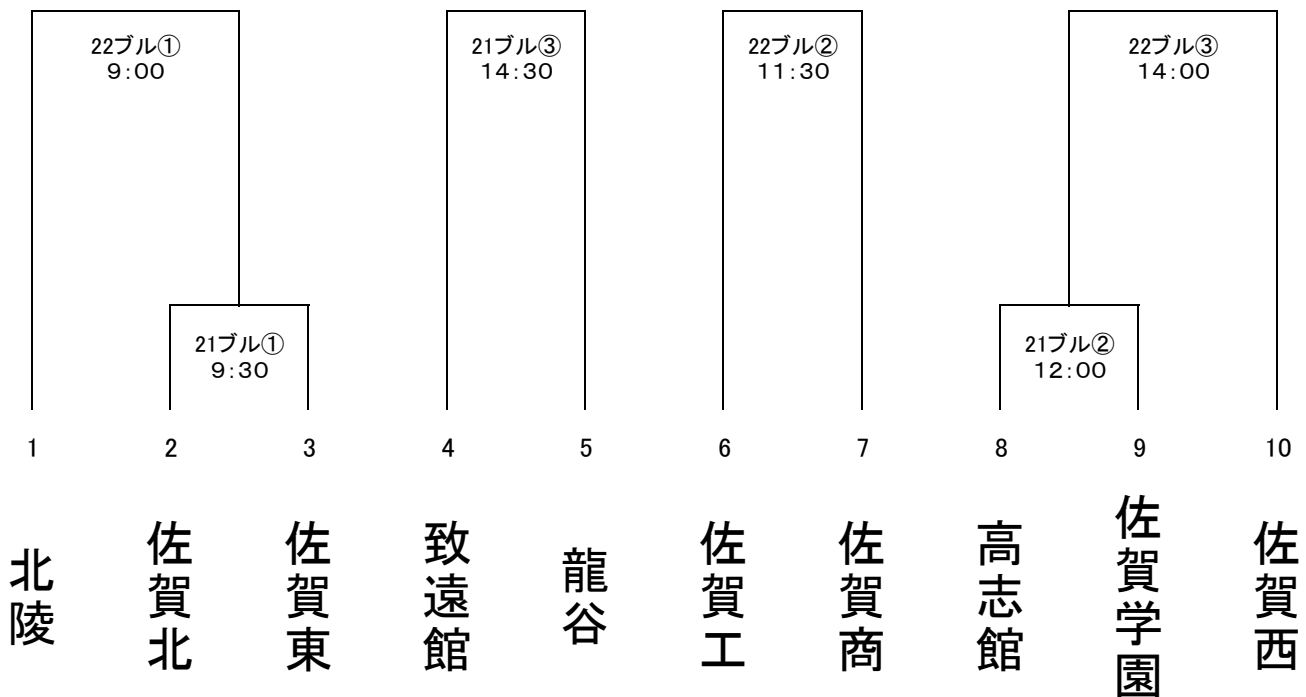 22ブル①
9:00
21ブル③
14:30
22ブル②
11:30
22ブル③
14:00
21ブル①
9:30
21ブル②
12:00
1
2
3
4
5
6
7
8
9
10
北陵
佐賀北
佐賀東
致遠館
龍谷
佐賀工
佐賀商
高志館
佐賀学園
佐賀西